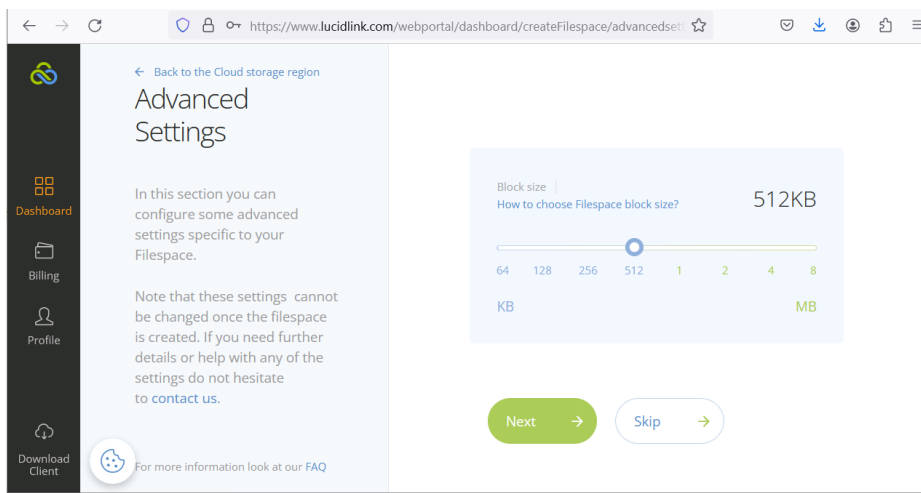 https://www.lucidlink.com/webportal/dashboard/createFilespace/advancedsett
Dashboard
Billing
Profile
Download
Client
← Back to the Cloud storage region
Advanced
Settings
In this section you can
configure some advanced
settings specific to your
Filespace.
Note that these settings cannot
be changed once the filespace
is created. If you need further
details or help with any of the
settings do not hesitate
to contact us.
For more information look at our FAQ
Block size
How to choose Filespace block size?
512KB
64 128 256 512 1 2 4 8
KB MB
Next →
Skip →